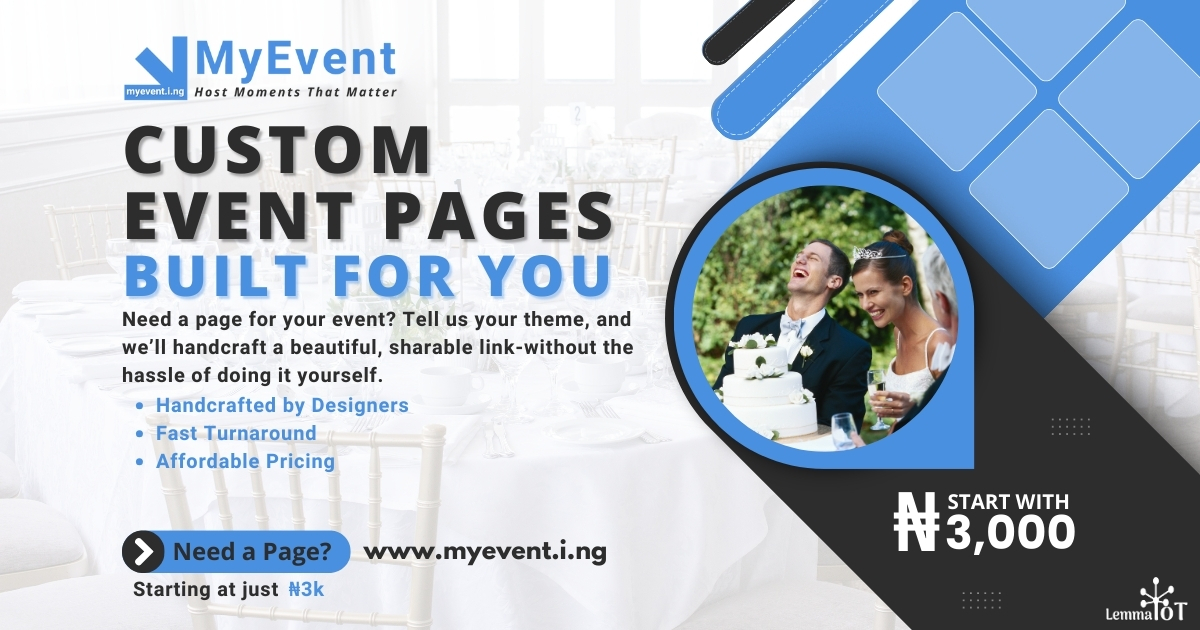 MyEvent
myevent.i.ng
Host Moments That Matter
CUSTOM
EVENT PAGES
BUILT FOR YOU
Need a page for your event? Tell us your theme, and
we’ll handcraft a beautiful, sharable link-without the
hassle of doing it yourself.
• Handcrafted by Designers
• Fast Turnaround
• Affordable Pricing
Need a Page?
www.myevent.i.ng
Starting at just ₦3k
START WITH
₦3,000
LemmaIoT